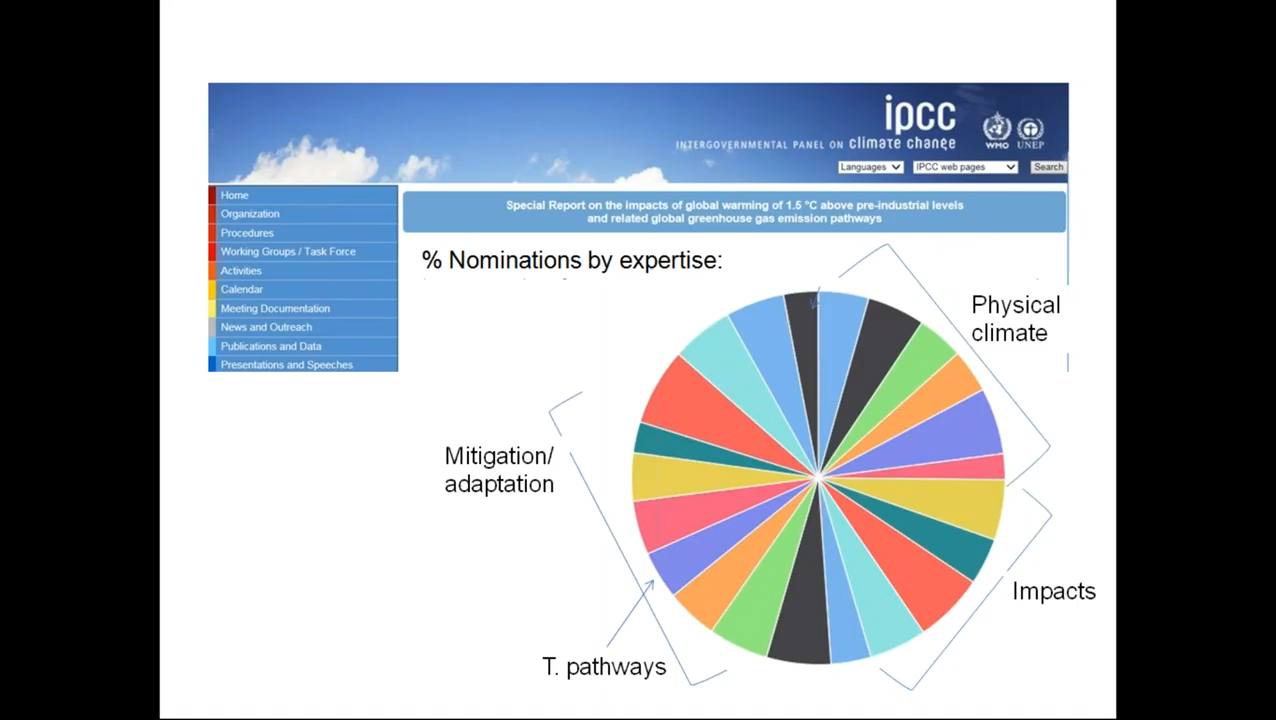 ipcc
INTERGOVERNMENTAL PANEL ON climate change
WMO
UNEP
Languages
IPCC web pages
Search
Home
Organization
Procedures
Working Groups / Task Force
Activities
Calendar
Meeting Documentation
News and Outreach
Publications and Data
Presentations and Speeches
Special Report on the impacts of global warming of 1.5 °C above pre-industrial levels
and related global greenhouse gas emission pathways
% Nominations by expertise:
Physical
climate
Mitigation/
adaptation
Impacts
T. pathways